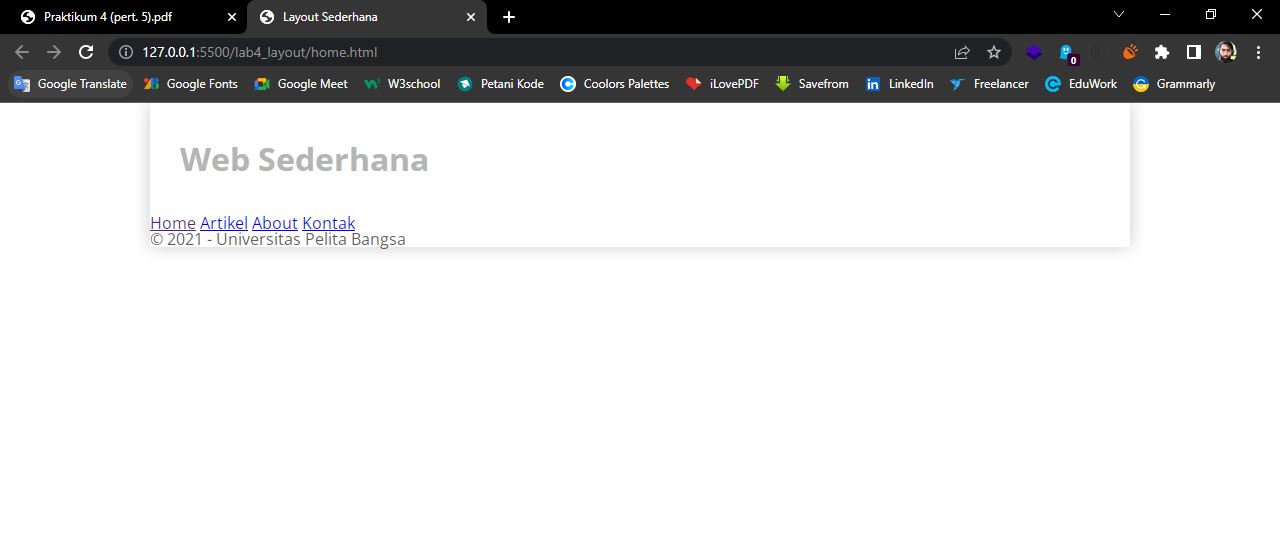 Praktikum 4 (pert. 5).pdf
Layout Sederhana
127.0.0.1:5500/lab4_layout/home.html
0
Google Translate Google Fonts Google Meet W3school Petani Kode Coolors Palettes iLovePDF Savefrom LinkedIn Freelancer EduWork Grammarly
Web Sederhana
Home Artikel About Kontak
© 2021 - Universitas Pelita Bangsa